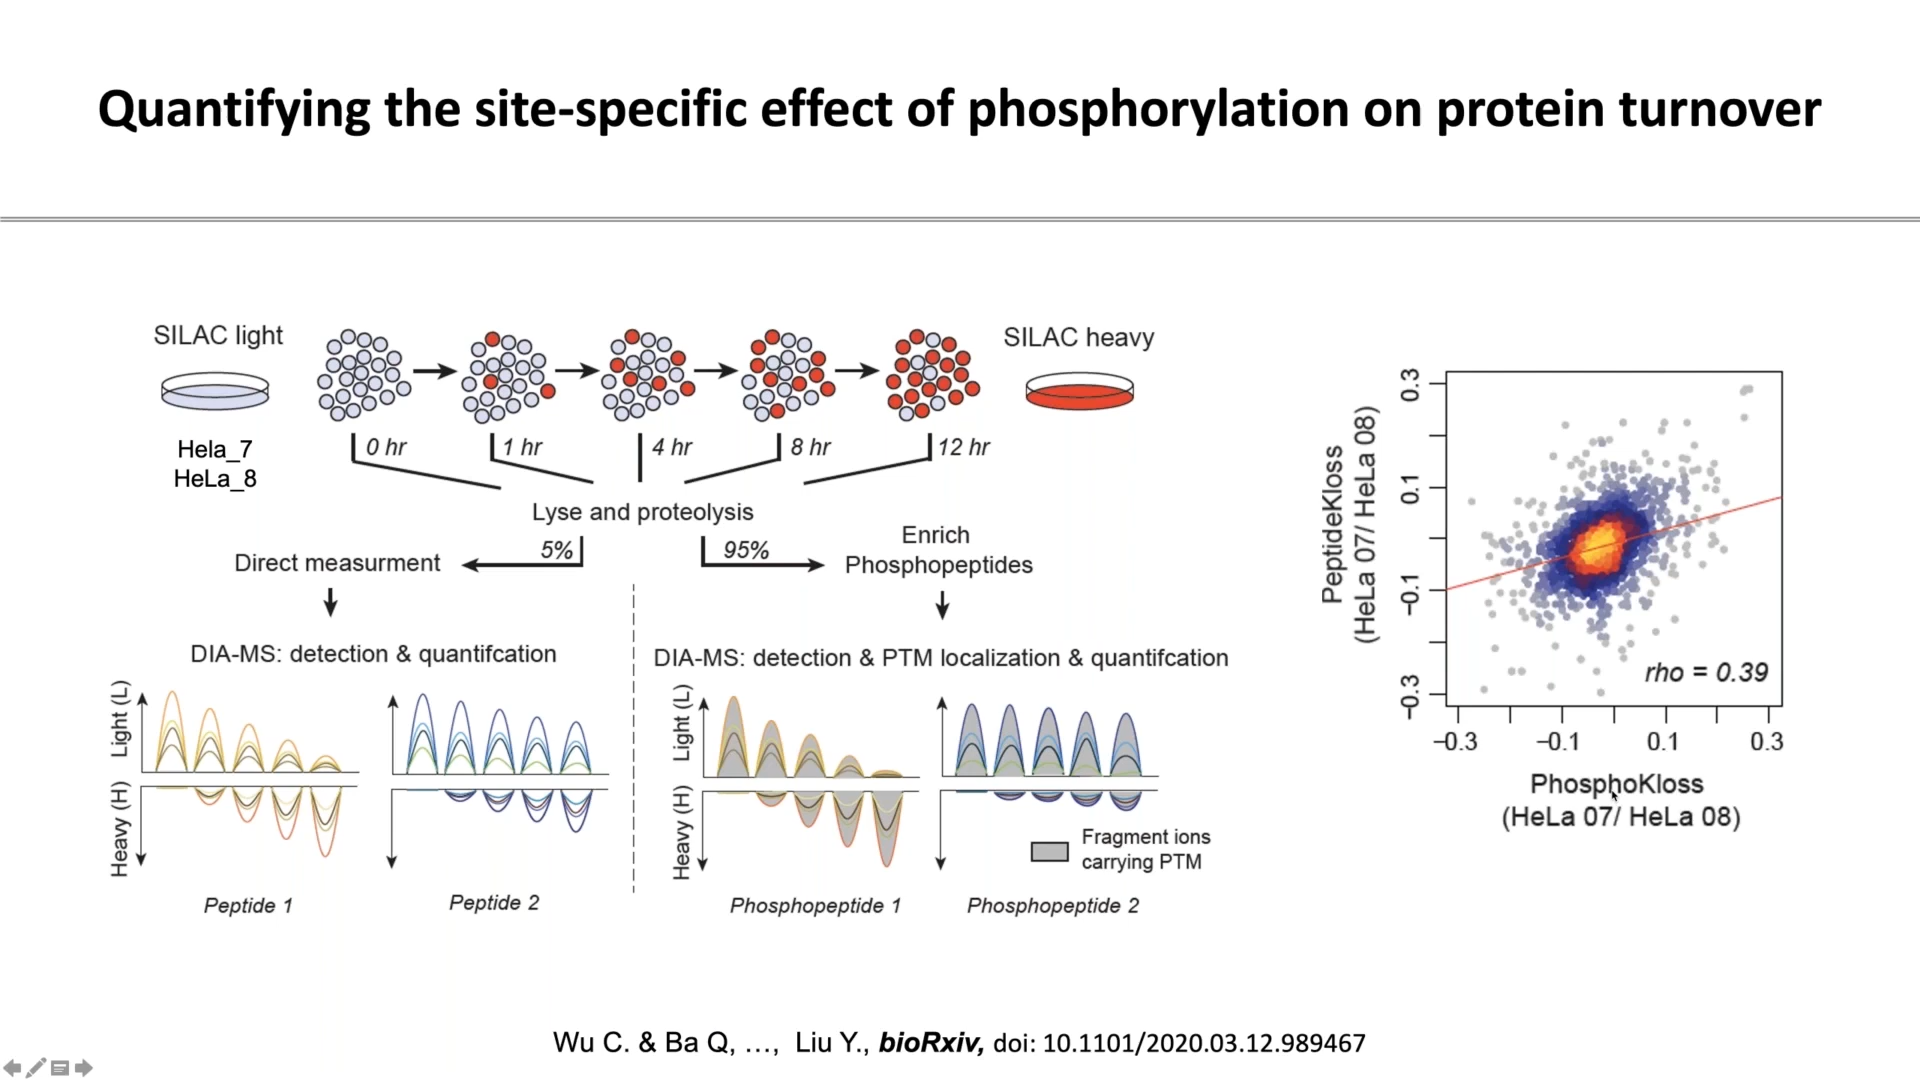 Quantifying the site-specific effect of phosphorylation on protein turnover
SILAC light
SILAC heavy
Hela_7
HeLa_8
0 hr
1 hr
4 hr
8 hr
12 hr
Lyse and proteolysis
5%
95%
Direct measurment
Enrich
Phosphopeptides
DIA-MS: detection & quantifcation
DIA-MS: detection & PTM localization & quantifcation
Light (L)
Heavy (H)
Light (L)
Heavy (H)
Fragment ions
carrying PTM
Peptide 1
Peptide 2
Phosphopeptide 1
Phosphopeptide 2
PeptideKloss
(HeLa 07/ HeLa 08)
0.3
0.1
−0.1
−0.3
rho = 0.39
−0.3
−0.1
0.1
0.3
PhosphoKloss
(HeLa 07/ HeLa 08)
Wu C. & Ba Q, …, Liu Y., bioRxiv, doi: 10.1101/2020.03.12.989467